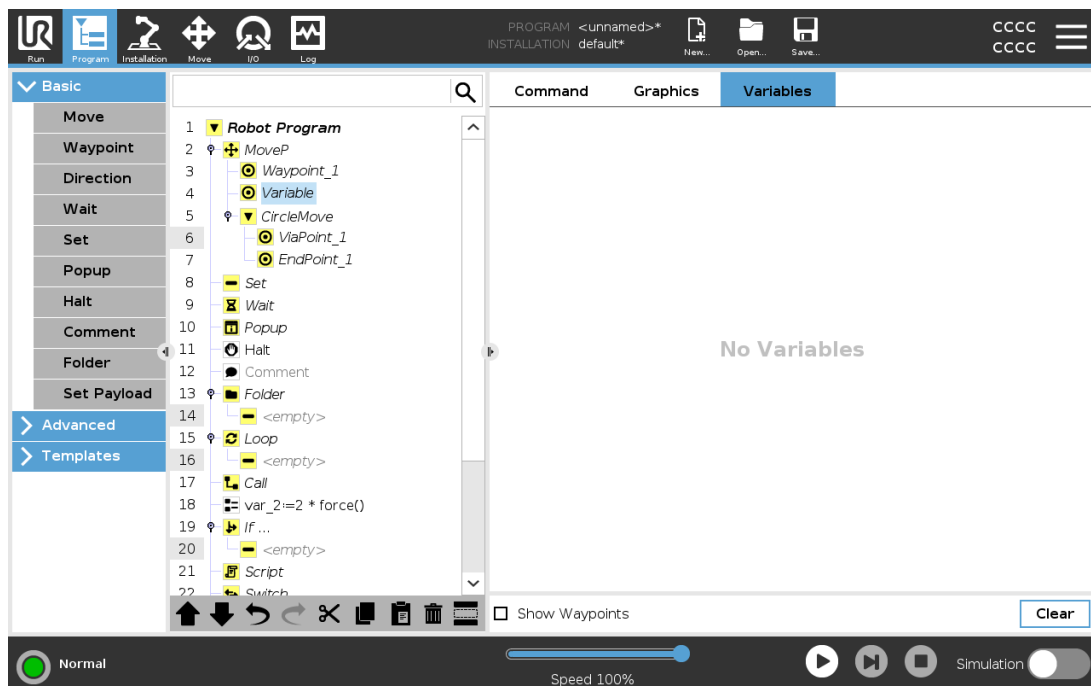 UR
Run
Program
Installation
Move
I/O
Log
PROGRAM <unnamed>*
INSTALLATION default*
New...
Open...
Save...
CCCC
CCCC
Basic
Move
Waypoint
Direction
Wait
Set
Popup
Halt
Comment
Folder
Set Payload
Advanced
Templates
1 Robot Program
2 MoveP
3 Waypoint_1
4 Variable
5 CircleMove
6 ViaPoint_1
7 EndPoint_1
8 Set
9 Wait
10 Popup
11 Halt
12 Comment
13 Folder
14 <empty>
15 Loop
16 <empty>
17 Call
18 var_2:=2 * force()
19 If ...
20 <empty>
21 Script
22 Switch
Command
Graphics
Variables
No Variables
Show Waypoints
Clear
Normal
Speed 100%
Simulation